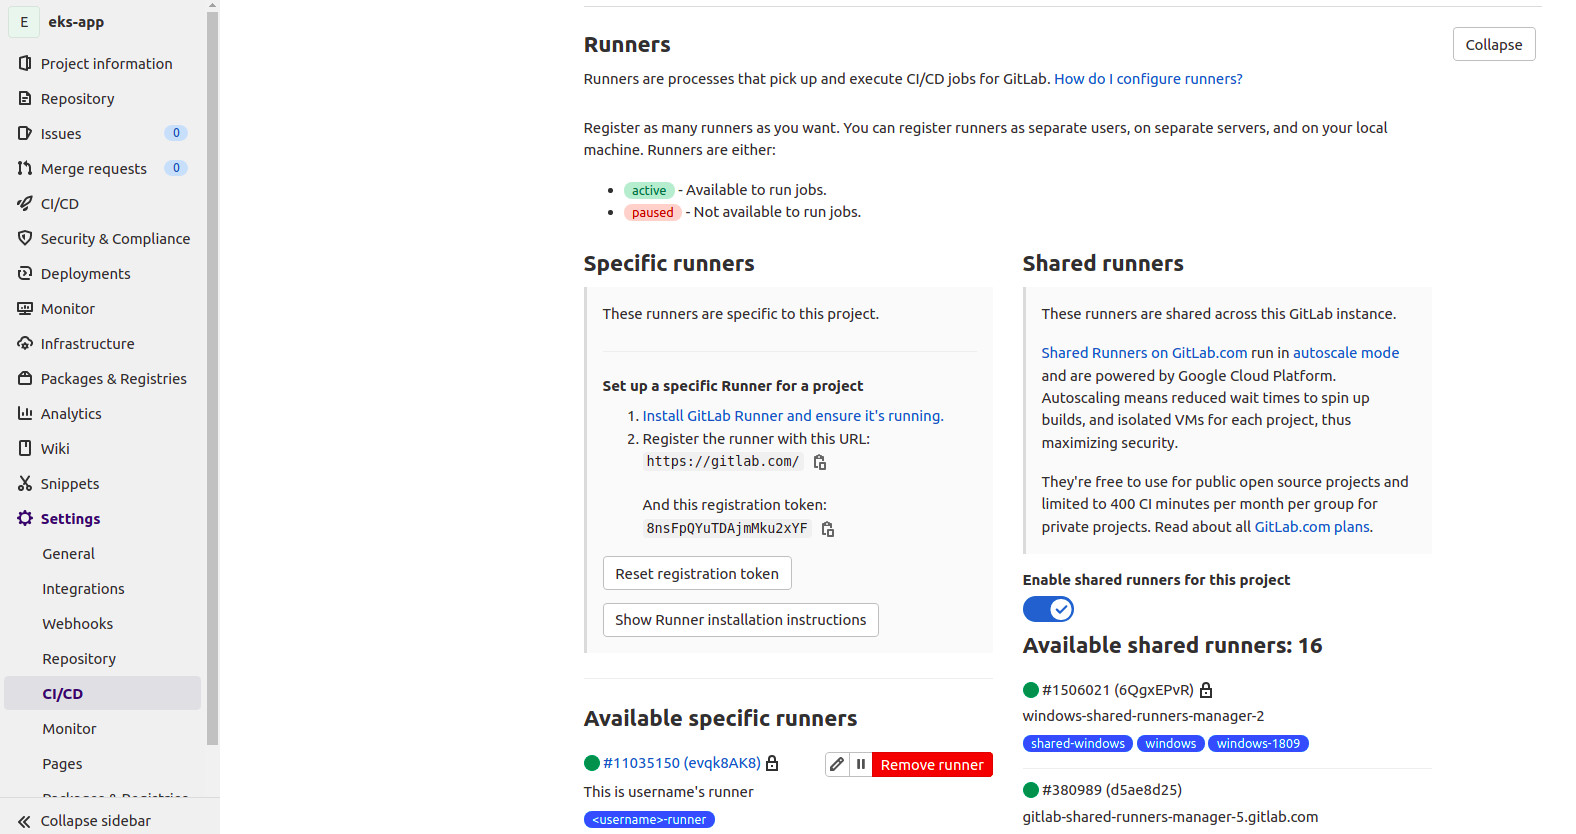 E eks-app
Project information
Repository
Issues 0
Merge requests 0
CI/CD
Security & Compliance
Deployments
Monitor
Infrastructure
Packages & Registries
Analytics
Wiki
Snippets
Settings
General
Integrations
Webhooks
Repository
CI/CD
Monitor
Pages
Packages & Registries
Collapse sidebar
Runners
Collapse
Runners are processes that pick up and execute CI/CD jobs for GitLab. How do I configure runners?
Register as many runners as you want. You can register runners as separate users, on separate servers, and on your local
machine. Runners are either:
active - Available to run jobs.
paused - Not available to run jobs.
Specific runners
These runners are specific to this project.
Set up a specific Runner for a project
1. Install GitLab Runner and ensure it's running.
2. Register the runner with this URL:
https://gitlab.com/
And this registration token:
8nsFpQYuTDAjmMku2xYF
Reset registration token
Show Runner installation instructions
Available specific runners
#11035150 (evqk8AK8)
Remove runner
This is username's runner
<username>-runner
Shared runners
These runners are shared across this GitLab instance.
Shared Runners on GitLab.com run in autoscale mode
and are powered by Google Cloud Platform.
Autoscaling means reduced wait times to spin up
builds, and isolated VMs for each project, thus
maximizing security.
They're free to use for public open source projects and
limited to 400 CI minutes per month per group for
private projects. Read about all GitLab.com plans.
Enable shared runners for this project
Available shared runners: 16
#1506021 (6QgxEPvR)
windows-shared-runners-manager-2
shared-windows windows windows-1809
#380989 (d5ae8d25)
gitlab-shared-runners-manager-5.gitlab.com